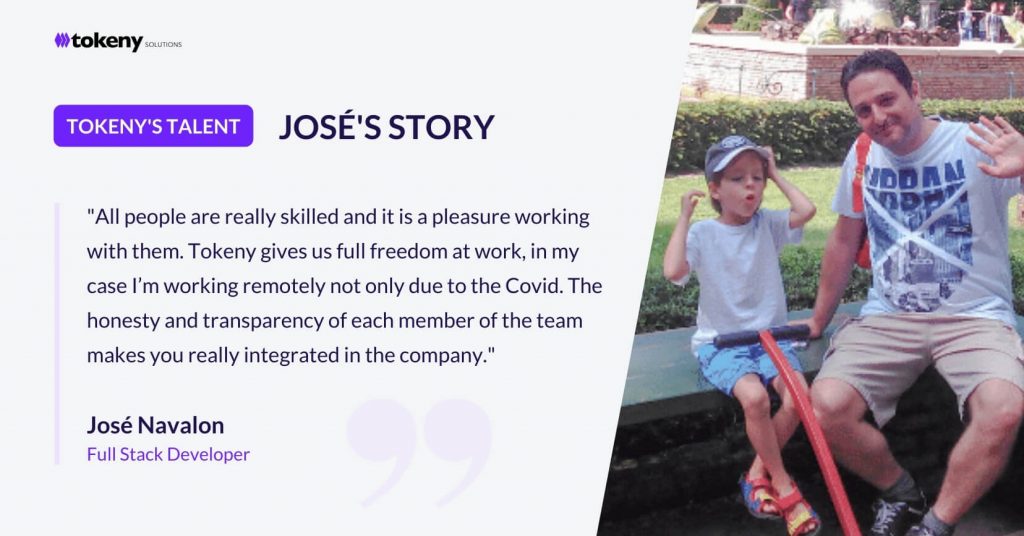 tokeny SOLUTIONS
TOKENY'S TALENT
JOSÉ'S STORY
"All people are really skilled and it is a pleasure working
with them. Tokeny gives us full freedom at work, in my
case I’m working remotely not only due to the Covid. The
honesty and transparency of each member of the team
makes you really integrated in the company."
José Navalon
Full Stack Developer
URBAN